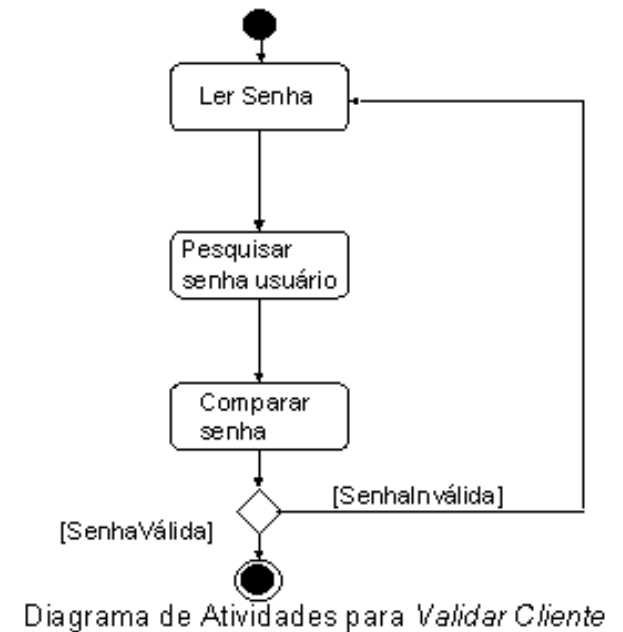 Ler Senha
Pesquisar
senha usuário
Comparar
senha
[SenhaInválida]
[SenhaVálida]
Diagrama de Atividades para Validar Cliente